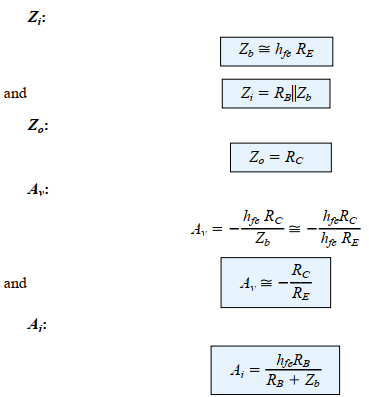 Zi:
Zb ≅ hfe RE
and
Zi = RB||Zb
Zo:
Zo = RC
Av:
Av = − hfe RC / Zb ≅ − hfeRC / hfe RE
and
Av ≅ − RC / RE
Ai:
Ai = hfeRB / RB + Zb